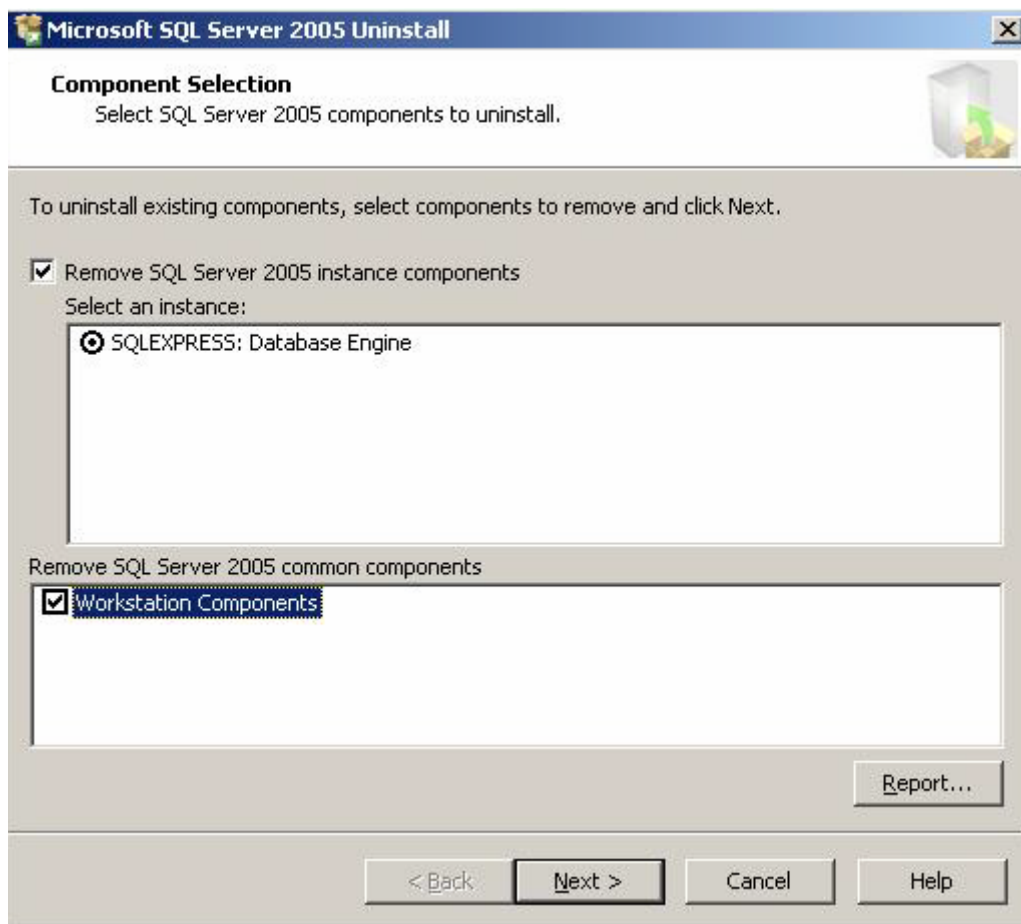 Microsoft SQL Server 2005 Uninstall
Component Selection
Select SQL Server 2005 components to uninstall.
To uninstall existing components, select components to remove and click Next.
Remove SQL Server 2005 instance components
Select an instance:
SQLEXPRESS: Database Engine
Remove SQL Server 2005 common components
Workstation Components
Report...
< Back Next > Cancel Help